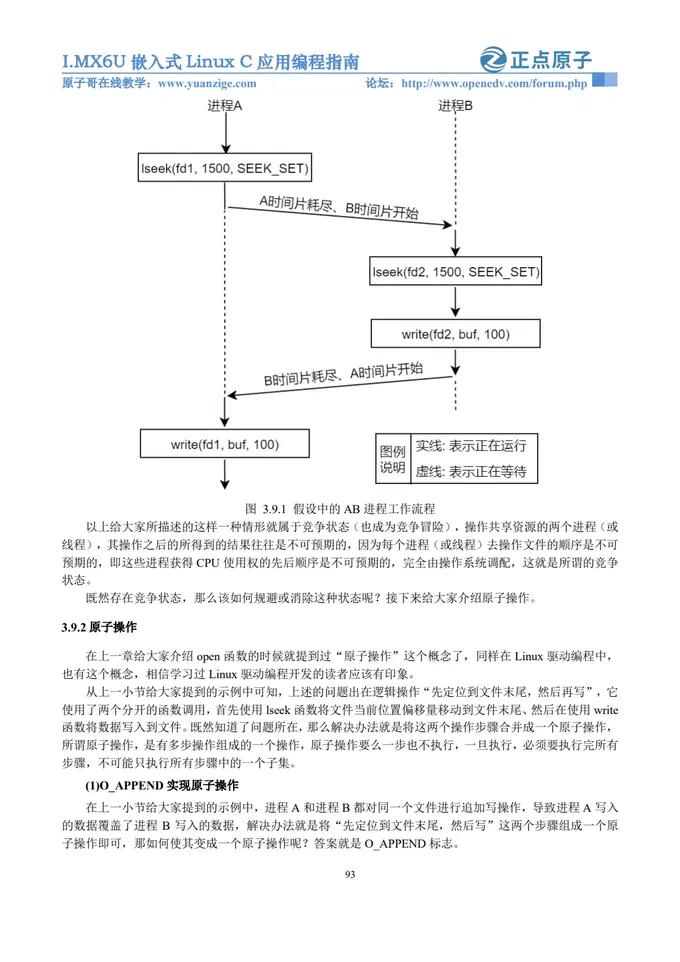 I.MX6U 嵌入式 Linux C 应用编程指南
正点原子
原子哥在线教学：www.yuanzige.com
论坛：http://www.openedv.com/forum.php
进程A
进程B
lseek(fd1, 1500, SEEK_SET)
A时间片耗尽、B时间片开始
lseek(fd2, 1500, SEEK_SET)
write(fd2, buf, 100)
B时间片耗尽、A时间片开始
write(fd1, buf, 100)
图例说明
实线: 表示正在运行
虚线: 表示正在等待
图 3.9.1 假设中的 AB 进程工作流程
以上给大家所描述的这样一种情形就属于竞争状态（也成为竞争冒险），操作共享资源的两个进程（或
线程），其操作之后的所得到的结果往往是不可预期的，因为每个进程（或线程）去操作文件的顺序是不可
预期的，即这些进程获得 CPU 使用权的先后顺序是不可预期的，完全由操作系统调配，这就是所谓的竞争
状态。
既然存在竞争状态，那么该如何规避或消除这种状态呢？接下来给大家介绍原子操作。
3.9.2 原子操作
在上一章给大家介绍 open 函数的时候就提到过“原子操作”这个概念了，同样在 Linux 驱动编程中，
也有这个概念，相信学习过 Linux 驱动编程开发的读者应该有印象。
从上一小节给大家提到的示例中可知，上述的问题出在逻辑操作“先定位到文件末尾，然后再写”，它
使用了两个分开的函数调用，首先使用 lseek 函数将文件当前位置偏移量移动到文件末尾、然后在使用 write
函数将数据写入到文件。既然知道了问题所在，那么解决办法就是将这两个操作步骤合并成一个原子操作，
所谓原子操作，是有多步操作组成的一个操作，原子操作要么一步也不执行，一旦执行，必须要执行完所有
步骤，不可能只执行所有步骤中的一个子集。
(1)O_APPEND 实现原子操作
在上一小节给大家提到的示例中，进程 A 和进程 B 都对同一个文件进行追加写操作，导致进程 A 写入
的数据覆盖了进程 B 写入的数据，解决办法就是将“先定位到文件末尾，然后写”这两个步骤组成一个原
子操作即可，那如何使其变成一个原子操作呢？答案就是 O_APPEND 标志。
93